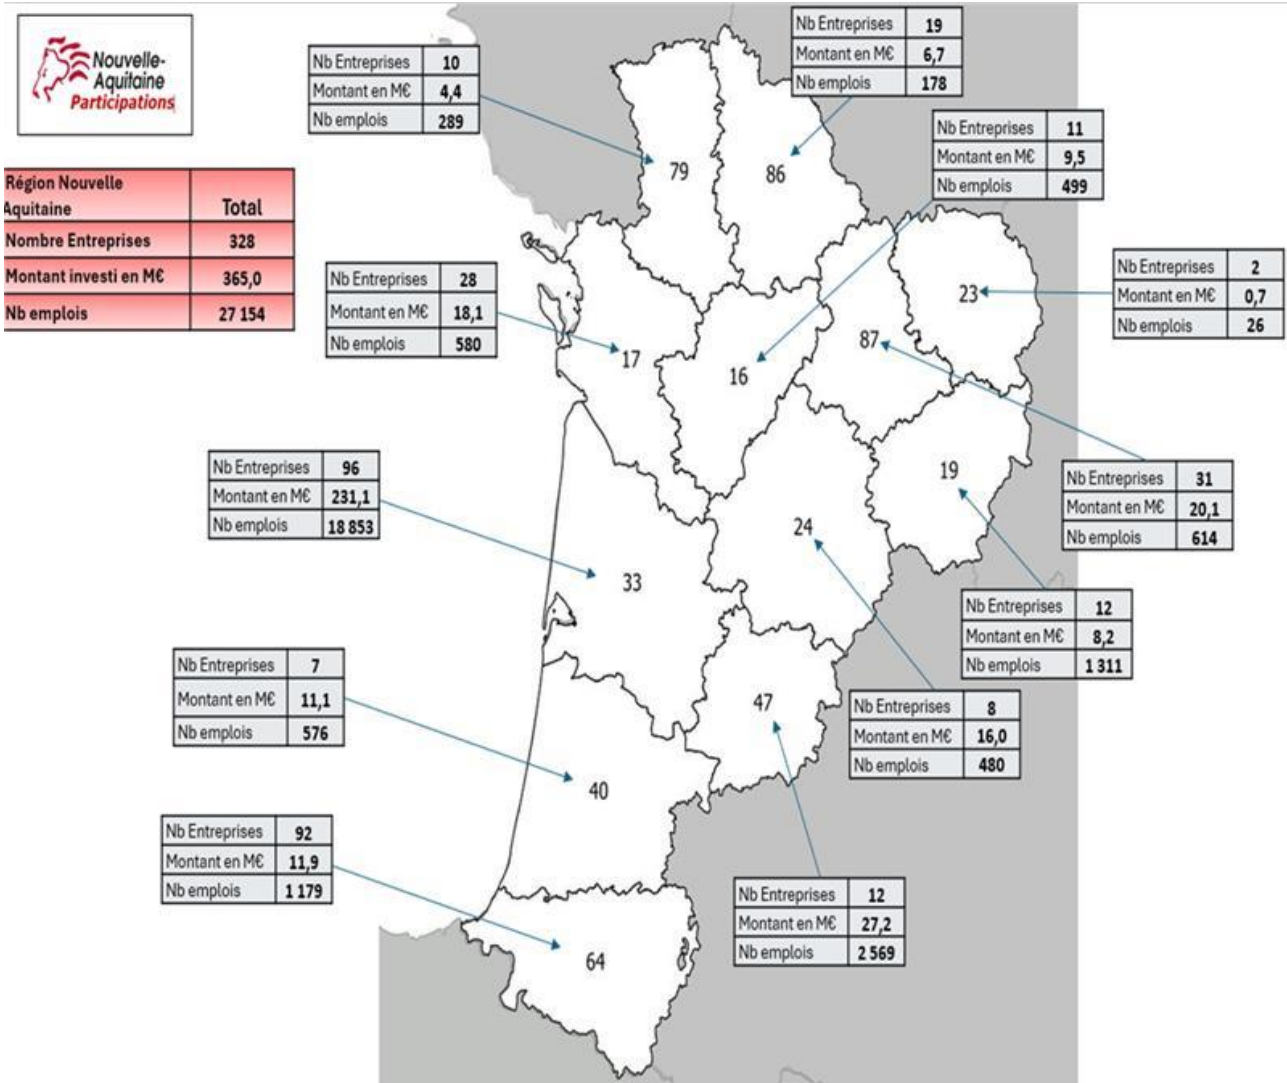 Nouvelle-
Aquitaine
Participations
Région Nouvelle
Aquitaine Total
Nombre Entreprises 328
Montant investi en M€ 365,0
Nb emplois 27 154
Nb Entreprises 10
Montant en M€ 4,4
Nb emplois 289
79
Nb Entreprises 19
Montant en M€ 6,7
Nb emplois 178
86
Nb Entreprises 11
Montant en M€ 9,5
Nb emplois 499
16
Nb Entreprises 28
Montant en M€ 18,1
Nb emplois 580
17
Nb Entreprises 2
Montant en M€ 0,7
Nb emplois 26
23
Nb Entreprises 31
Montant en M€ 20,1
Nb emplois 614
87
Nb Entreprises 96
Montant en M€ 231,1
Nb emplois 18 853
33
Nb Entreprises 12
Montant en M€ 8,2
Nb emplois 1 311
19
Nb Entreprises 8
Montant en M€ 16,0
Nb emplois 480
24
Nb Entreprises 7
Montant en M€ 11,1
Nb emplois 576
40
Nb Entreprises 12
Montant en M€ 27,2
Nb emplois 2 569
47
Nb Entreprises 92
Montant en M€ 11,9
Nb emplois 1 179
64